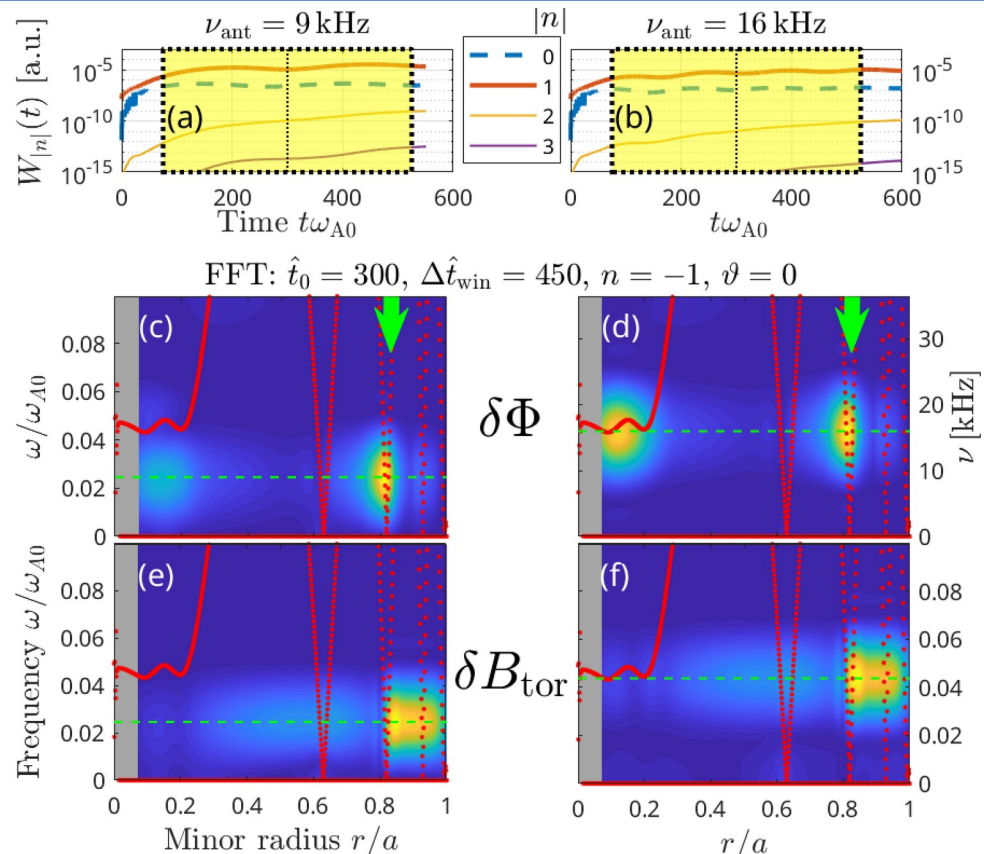 ν_ant = 9 kHz |n| ν_ant = 16 kHz
W_|n|(t) [a.u.]
10^-5
10^-10
10^-15
(a)
0 200 400 600
Time tω_A0
0
1
2
3
(b)
10^-5
10^-10
10^-15
0 200 400 600
tω_A0
FFT: t̂_0 = 300, Δt̂_win = 450, n = −1, ϑ = 0
(c)
ω/ω_A0
0.08
0.06
0.04
0.02
0
δΦ
(d)
30
20
10
0
ν [kHz]
(e)
Frequency ω/ω_A0
0.08
0.06
0.04
0.02
0
0 0.2 0.4 0.6 0.8 1
Minor radius r/a
δB_tor
(f)
0.08
0.06
0.04
0.02
0
0 0.2 0.4 0.6 0.8 1
r/a